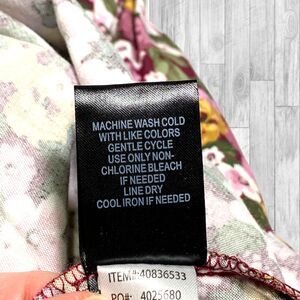 MACHINE WASH COLD
WITH LIKE COLORS
GENTLE CYCLE
USE ONLY NON-
CHLORINE BLEACH
IF NEEDED
LINE DRY
COOL IRON IF NEEDED
ITEM#:40836533
PO#: 4025680